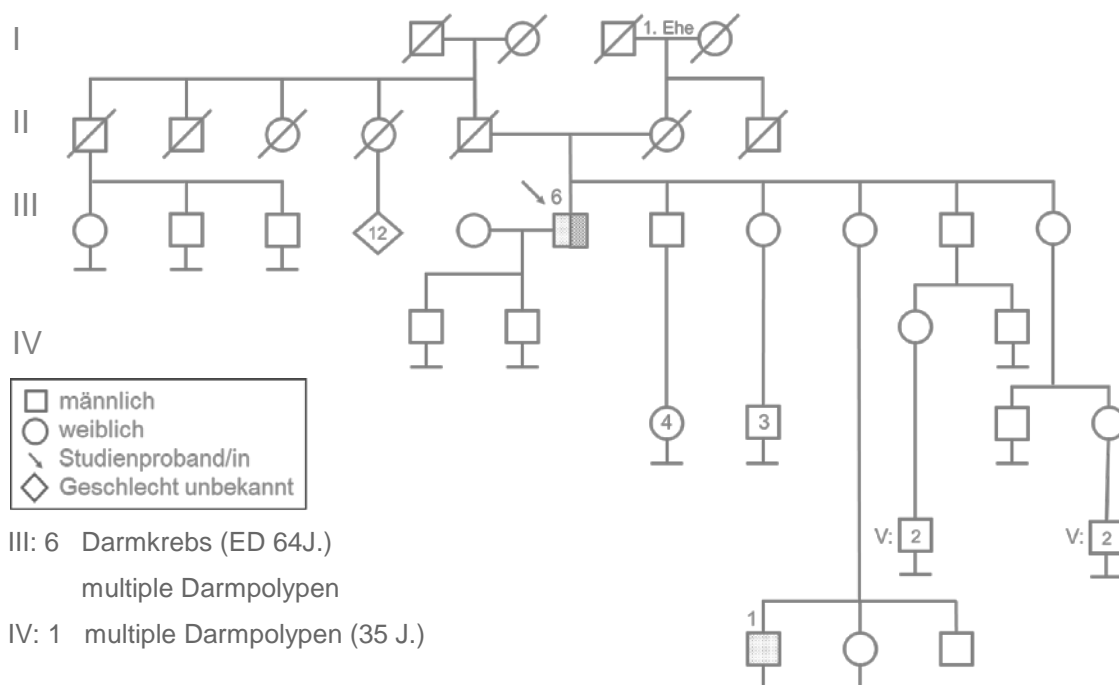 I
1. Ehe
II
III
6
12
IV
männlich
weiblich
Studienproband/in
Geschlecht unbekannt
4
3
V: 2
V: 2
III: 6 Darmkrebs (ED 64J.)
multiple Darmpolypen
IV: 1 multiple Darmpolypen (35 J.)
1